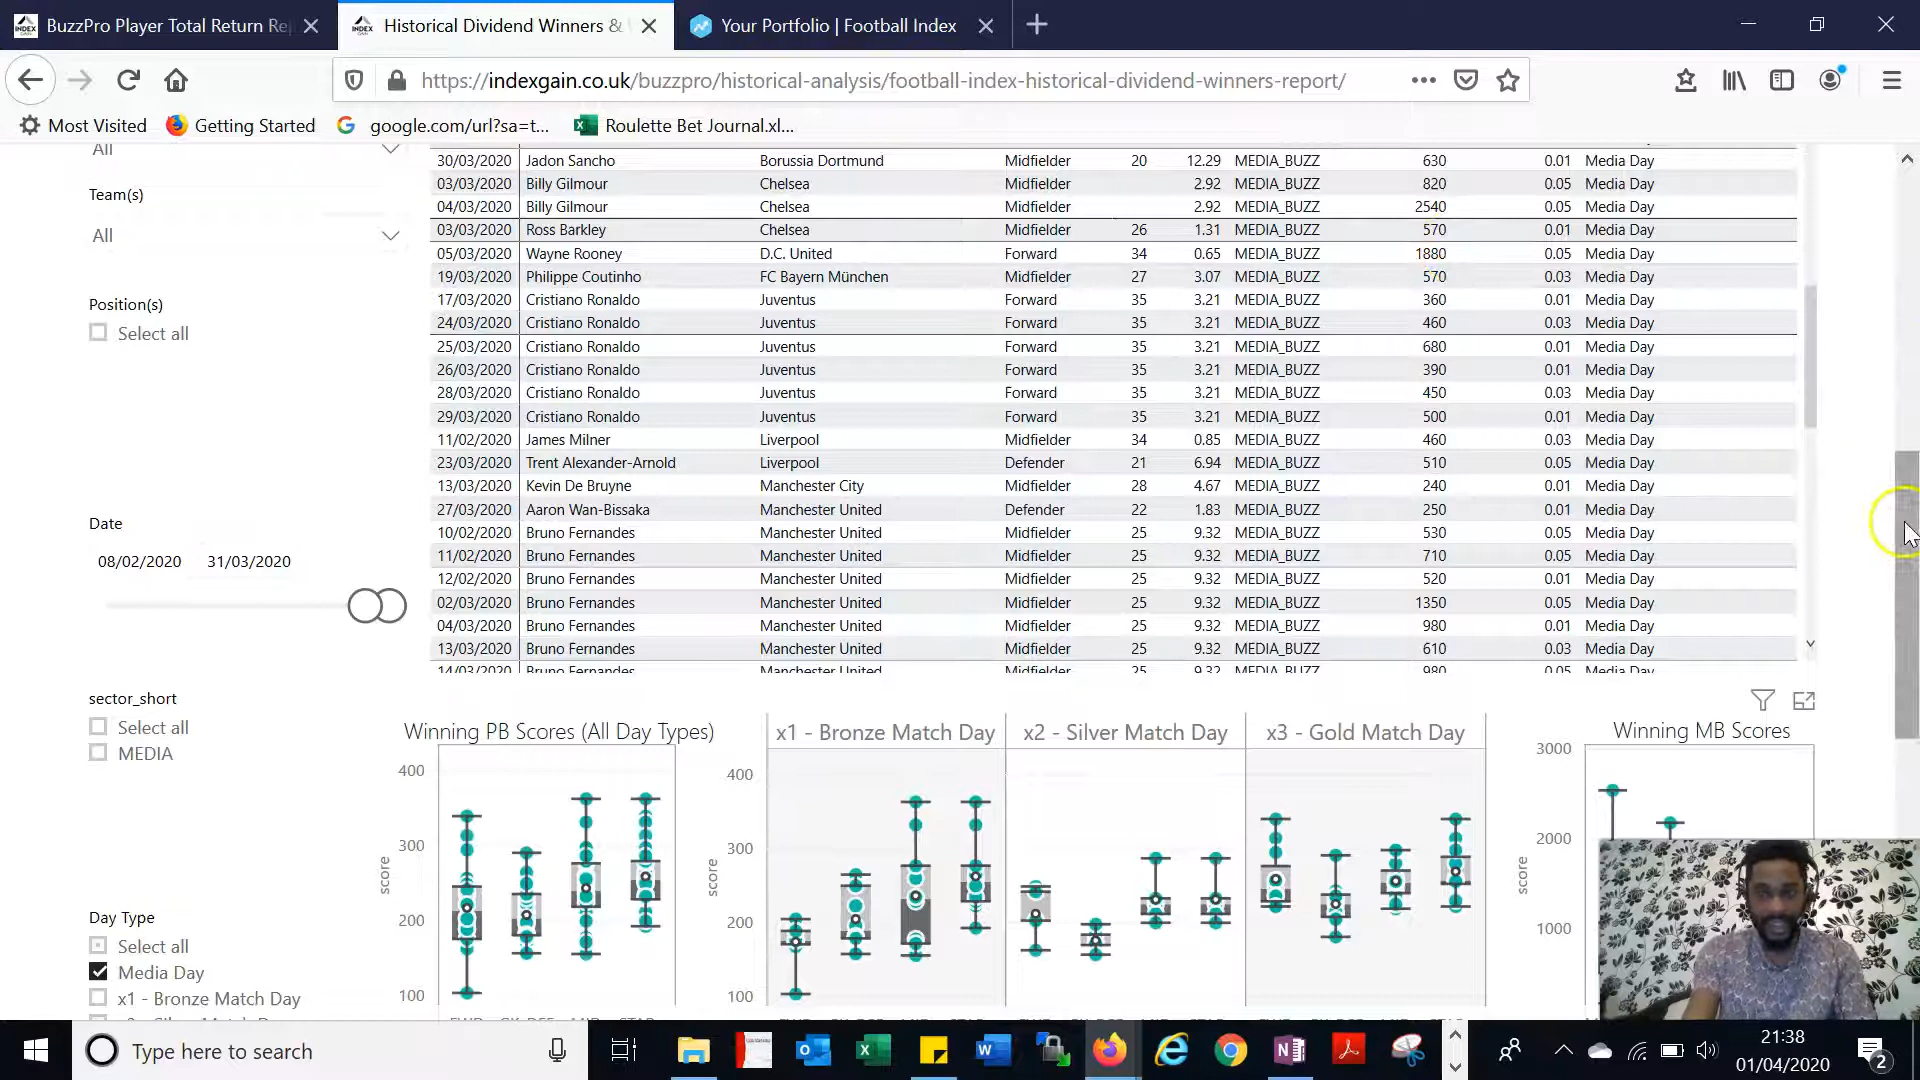 BuzzPro Player Total Return Re
Historical Dividend Winners &
Your Portfolio | Football Index
https://indexgain.co.uk/buzzpro/historical-analysis/football-index-historical-dividend-winners-report/
Most Visited Getting Started google.com/url?sa=t... Roulette Bet Journal.xl...
All
Team(s)
All
Position(s)
Select all
Date
08/02/2020 31/03/2020
sector_short
Select all
MEDIA
Day Type
Select all
Media Day
x1 - Bronze Match Day
30/03/2020 Jadon Sancho Borussia Dortmund Midfielder 20 12.29 MEDIA_BUZZ 630 0.01 Media Day
03/03/2020 Billy Gilmour Chelsea Midfielder 2.92 MEDIA_BUZZ 820 0.05 Media Day
04/03/2020 Billy Gilmour Chelsea Midfielder 2.92 MEDIA_BUZZ 2540 0.05 Media Day
03/03/2020 Ross Barkley Chelsea Midfielder 26 1.31 MEDIA_BUZZ 570 0.01 Media Day
05/03/2020 Wayne Rooney D.C. United Forward 34 0.65 MEDIA_BUZZ 1880 0.05 Media Day
19/03/2020 Philippe Coutinho FC Bayern München Midfielder 27 3.07 MEDIA_BUZZ 570 0.03 Media Day
17/03/2020 Cristiano Ronaldo Juventus Forward 35 3.21 MEDIA_BUZZ 360 0.01 Media Day
24/03/2020 Cristiano Ronaldo Juventus Forward 35 3.21 MEDIA_BUZZ 460 0.03 Media Day
25/03/2020 Cristiano Ronaldo Juventus Forward 35 3.21 MEDIA_BUZZ 680 0.01 Media Day
26/03/2020 Cristiano Ronaldo Juventus Forward 35 3.21 MEDIA_BUZZ 390 0.01 Media Day
28/03/2020 Cristiano Ronaldo Juventus Forward 35 3.21 MEDIA_BUZZ 450 0.03 Media Day
29/03/2020 Cristiano Ronaldo Juventus Forward 35 3.21 MEDIA_BUZZ 500 0.01 Media Day
11/02/2020 James Milner Liverpool Midfielder 34 0.85 MEDIA_BUZZ 460 0.03 Media Day
23/03/2020 Trent Alexander-Arnold Liverpool Defender 21 6.94 MEDIA_BUZZ 510 0.05 Media Day
13/03/2020 Kevin De Bruyne Manchester City Midfielder 28 4.67 MEDIA_BUZZ 240 0.01 Media Day
27/03/2020 Aaron Wan-Bissaka Manchester United Defender 22 1.83 MEDIA_BUZZ 250 0.01 Media Day
10/02/2020 Bruno Fernandes Manchester United Midfielder 25 9.32 MEDIA_BUZZ 530 0.05 Media Day
11/02/2020 Bruno Fernandes Manchester United Midfielder 25 9.32 MEDIA_BUZZ 710 0.05 Media Day
12/02/2020 Bruno Fernandes Manchester United Midfielder 25 9.32 MEDIA_BUZZ 520 0.01 Media Day
02/03/2020 Bruno Fernandes Manchester United Midfielder 25 9.32 MEDIA_BUZZ 1350 0.05 Media Day
04/03/2020 Bruno Fernandes Manchester United Midfielder 25 9.32 MEDIA_BUZZ 980 0.01 Media Day
13/03/2020 Bruno Fernandes Manchester United Midfielder 25 9.32 MEDIA_BUZZ 610 0.03 Media Day
14/03/2020 Bruno Fernandes Manchester United Midfielder 25 9.32 MEDIA_BUZZ 980 0.05 Media Day
Winning PB Scores (All Day Types)
score
400
300
200
100
x1 - Bronze Match Day x2 - Silver Match Day x3 - Gold Match Day
score
400
300
200
100
Winning MB Scores
score
3000
2000
1000
Type here to search
21:38
01/04/2020
2